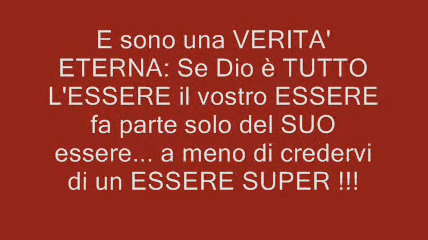 E sono una VERITA'
ETERNA: Se Dio è TUTTO
L'ESSERE il vostro ESSERE
fa parte solo del SUO
essere... a meno di credervi
di un ESSERE SUPER !!!